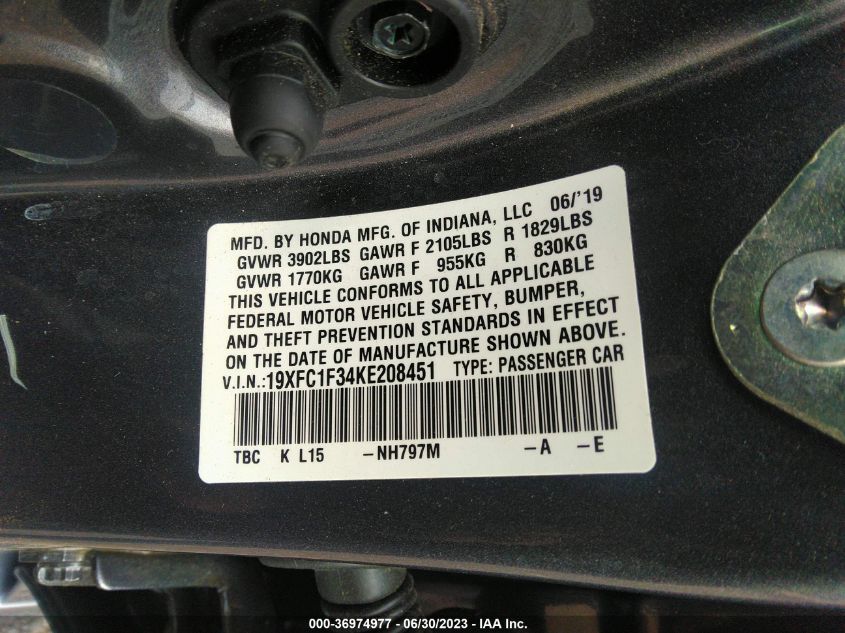 MFD. BY HONDA MFG. OF INDIANA, LLC 06/'19
GVWR 3902LBS GAWR F 2105LBS R 1829LBS
GVWR 1770KG GAWR F 955KG R 830KG
THIS VEHICLE CONFORMS TO ALL APPLICABLE
FEDERAL MOTOR VEHICLE SAFETY, BUMPER,
AND THEFT PREVENTION STANDARDS IN EFFECT
ON THE DATE OF MANUFACTURE SHOWN ABOVE.
V.I.N.:19XFC1F34KE208451 TYPE: PASSENGER CAR
TBC K L15 -NH797M -A -E
000-36974977 - 06/30/2023 - IAA Inc.